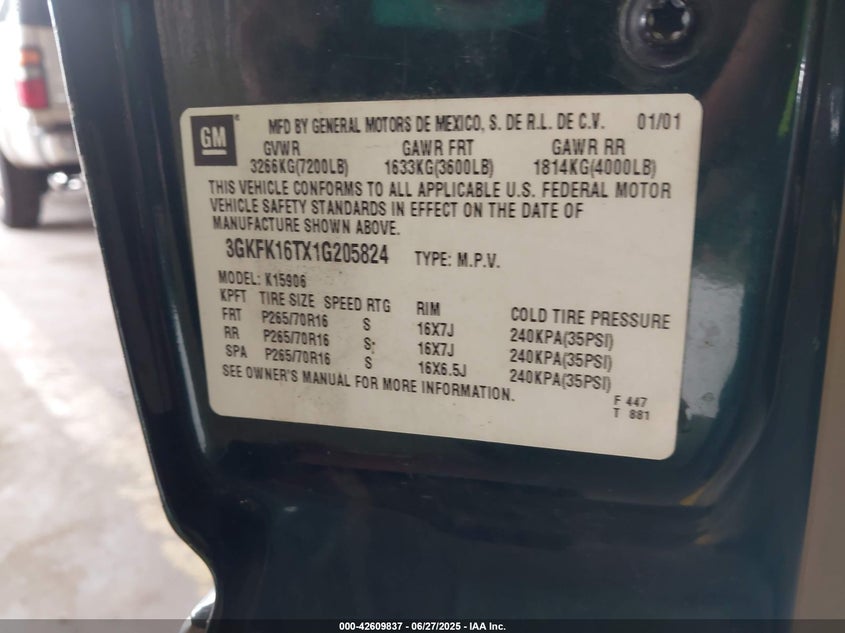 GM® MFD BY GENERAL MOTORS DE MEXICO, S. DE R.L. DE C.V. 01/01
GVWR GAWR FRT GAWR RR
3266KG(7200LB) 1633KG(3600LB) 1814KG(4000LB)
THIS VEHICLE CONFORMS TO ALL APPLICABLE U.S. FEDERAL MOTOR
VEHICLE SAFETY STANDARDS IN EFFECT ON THE DATE OF
MANUFACTURE SHOWN ABOVE.
3GKFK16TX1G205824 TYPE: M.P.V.
MODEL: K15906
KPFT TIRE SIZE SPEED RTG RIM COLD TIRE PRESSURE
FRT P265/70R16 S 16X7J 240KPA(35PSI)
RR P265/70R16 S 16X7J 240KPA(35PSI)
SPA P265/70R16 S 16X6.5J 240KPA(35PSI)
SEE OWNER'S MANUAL FOR MORE INFORMATION.
F 447
T 881
000-42609837 - 06/27/2025 - IAA Inc.